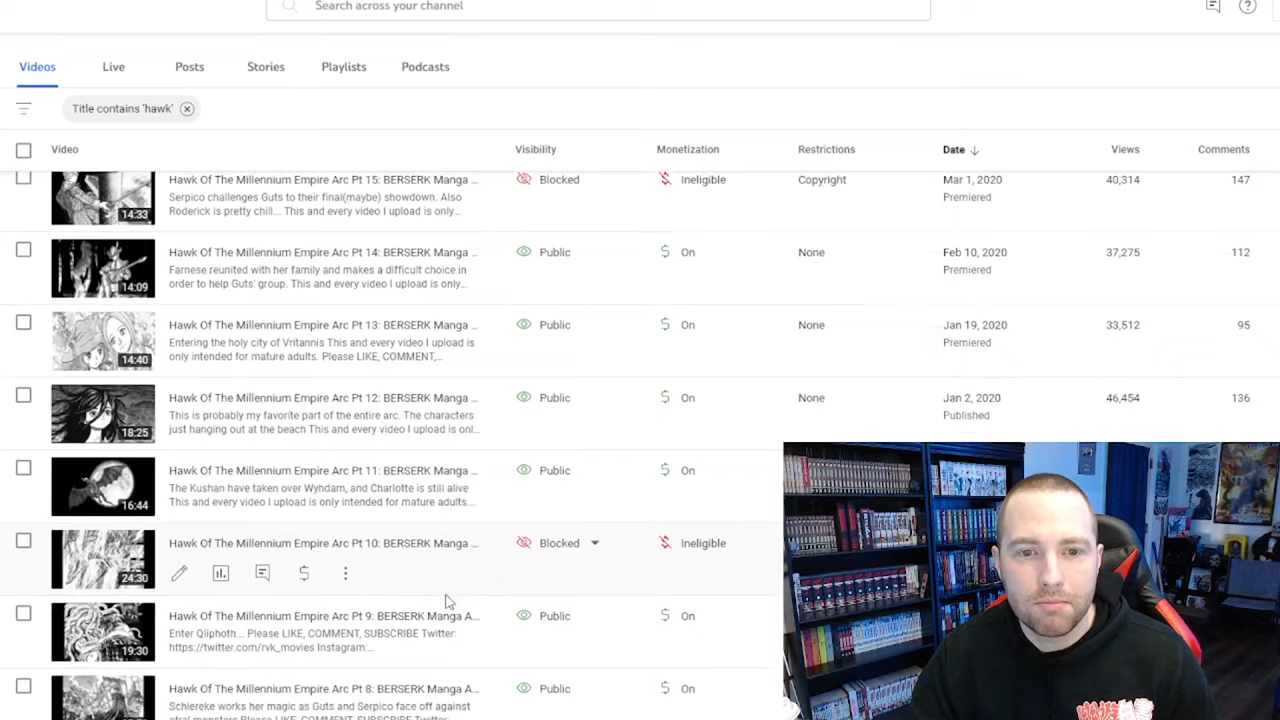 Search across your channel
Videos Live Posts Stories Playlists Podcasts
Title contains 'hawk'
Video Visibility Monetization Restrictions Date Views Comments
Hawk Of The Millennium Empire Arc Pt 15: BERSERK Manga ... Blocked Ineligible Copyright Mar 1, 2020 40,314 147
Serpico challenges Guts to their final(maybe) showdown. Also Premiered
14:33 Roderick is pretty chill... This and every video I upload is only...
Hawk Of The Millennium Empire Arc Pt 14: BERSERK Manga ... Public On None Feb 10, 2020 37,275 112
Farnese reunited with her family and makes a difficult choice in Premiered
14:09 order to help Guts' group. This and every video I upload is only...
Hawk Of The Millennium Empire Arc Pt 13: BERSERK Manga ... Public On None Jan 19, 2020 33,512 95
Entering the holy city of Vritannis This and every video I upload is Premiered
14:40 only intended for mature adults. Please LIKE, COMMENT,...
Hawk Of The Millennium Empire Arc Pt 12: BERSERK Manga ... Public On None Jan 2, 2020 46,454 136
This is probably my favorite part of the entire arc. The characters Published
18:25 just hanging out at the beach This and every video I upload is onl...
Hawk Of The Millennium Empire Arc Pt 11: BERSERK Manga ... Public On
The Kushan have taken over Wyhdam, and Charlotte is still alive
16:44 This and every video I upload is only intended for mature adults....
Hawk Of The Millennium Empire Arc Pt 10: BERSERK Manga ... Blocked Ineligible
24:30
Hawk Of The Millennium Empire Arc Pt 9: BERSERK Manga A... Public On
Enter Qliphoth... Please LIKE, COMMENT, SUBSCRIBE Twitter:
19:30 https://twitter.com/rvk_movies Instagram:...
Hawk Of The Millennium Empire Arc Pt 8: BERSERK Manga A... Public On
Schiereke works her magic as Guts and Serpico face off against